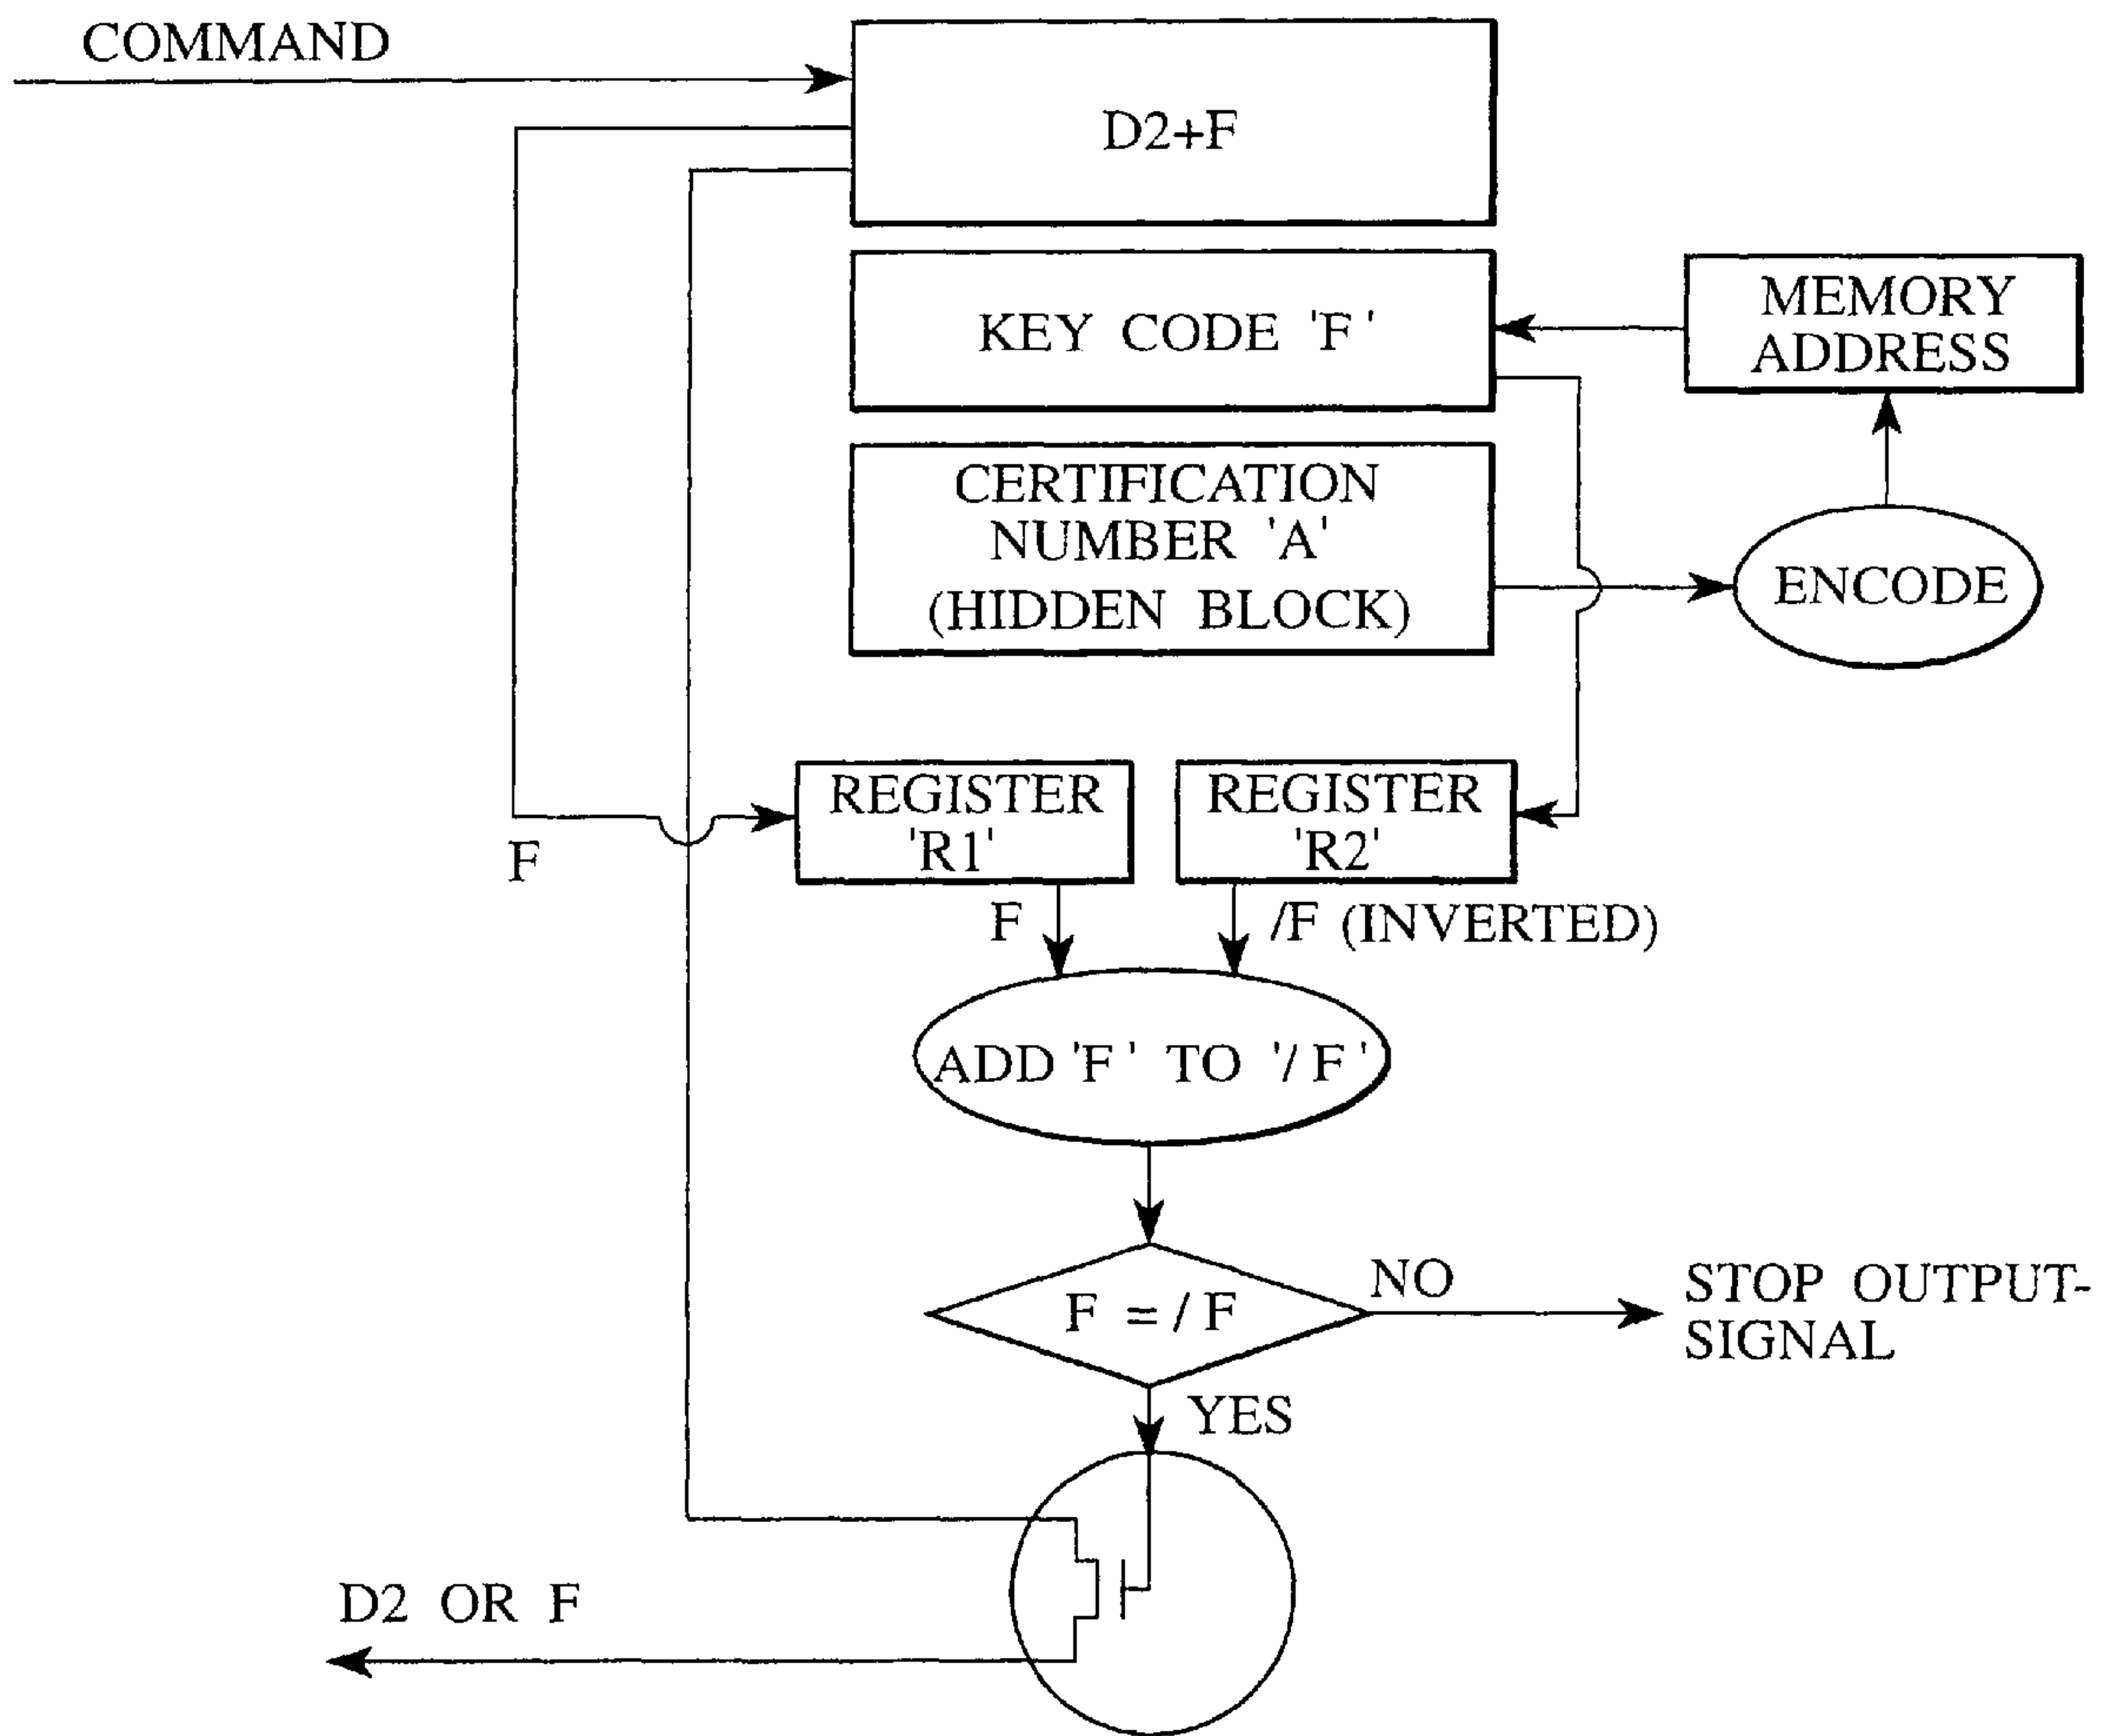 COMMAND
D2+F
KEY CODE 'F'
MEMORY
ADDRESS
CERTIFICATION
NUMBER 'A'
(HIDDEN BLOCK)
ENCODE
REGISTER
'R1'
REGISTER
'R2'
F
F
/F (INVERTED)
ADD 'F' TO '/F'
F = /F
NO
STOP OUTPUT-
SIGNAL
YES
D2 OR F